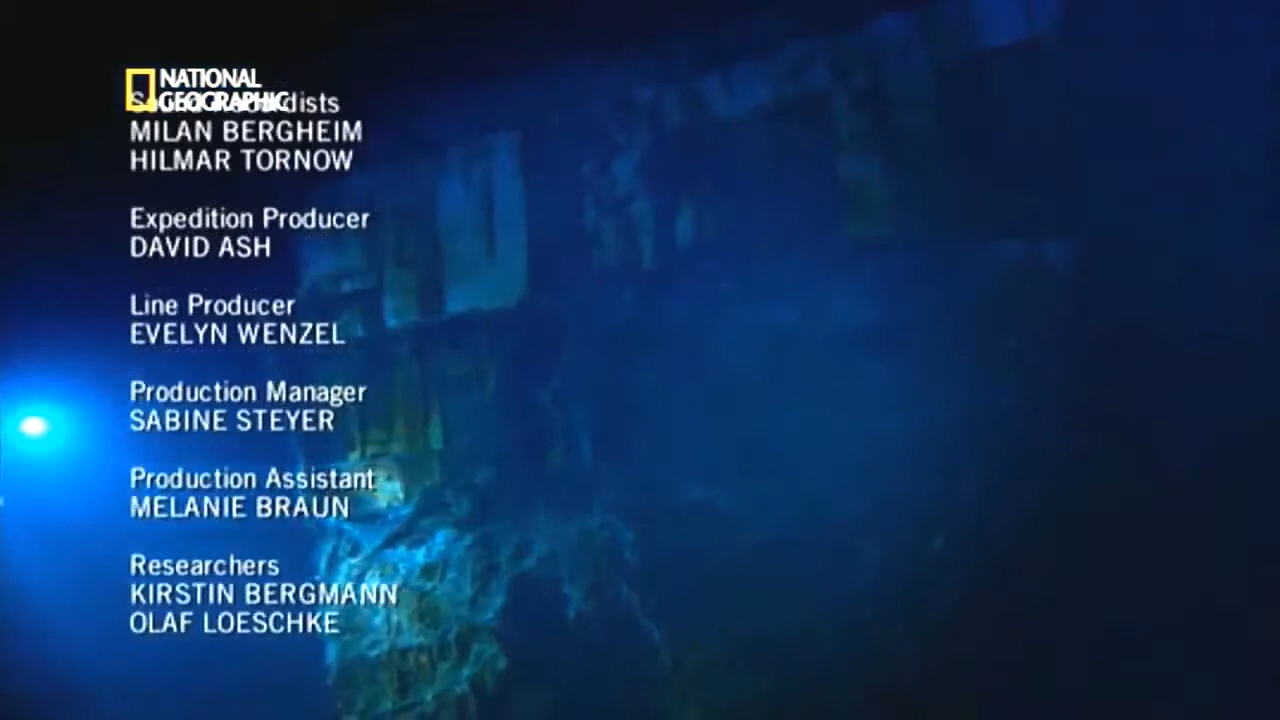 NATIONAL
GEOGRAPHIC
MILAN BERGHEIM
HILMAR TORNOW
Expedition Producer
DAVID ASH
Line Producer
EVELYN WENZEL
Production Manager
SABINE STEYER
Production Assistant
MELANIE BRAUN
Researchers
KIRSTIN BERGMANN
OLAF LOESCHKE